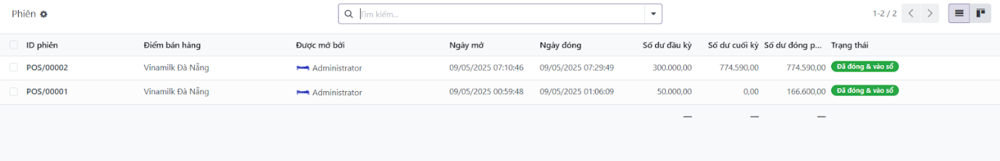 Phiên
Tìm kiếm...
1-2 / 2
ID phiên Điểm bán hàng Được mở bởi Ngày mở Ngày đóng Số dư đầu kỳ Số dư cuối kỳ Số dư đóng p... Trạng thái
POS/00002 Vinamilk Đà Nẵng Administrator 09/05/2025 07:10:46 09/05/2025 07:29:49 300.000,00 774.590,00 774.590,00 Đã đóng & vào sổ
POS/00001 Vinamilk Đà Nẵng Administrator 09/05/2025 00:59:48 09/05/2025 01:06:09 50.000,00 0,00 166.600,00 Đã đóng & vào sổ
— — —